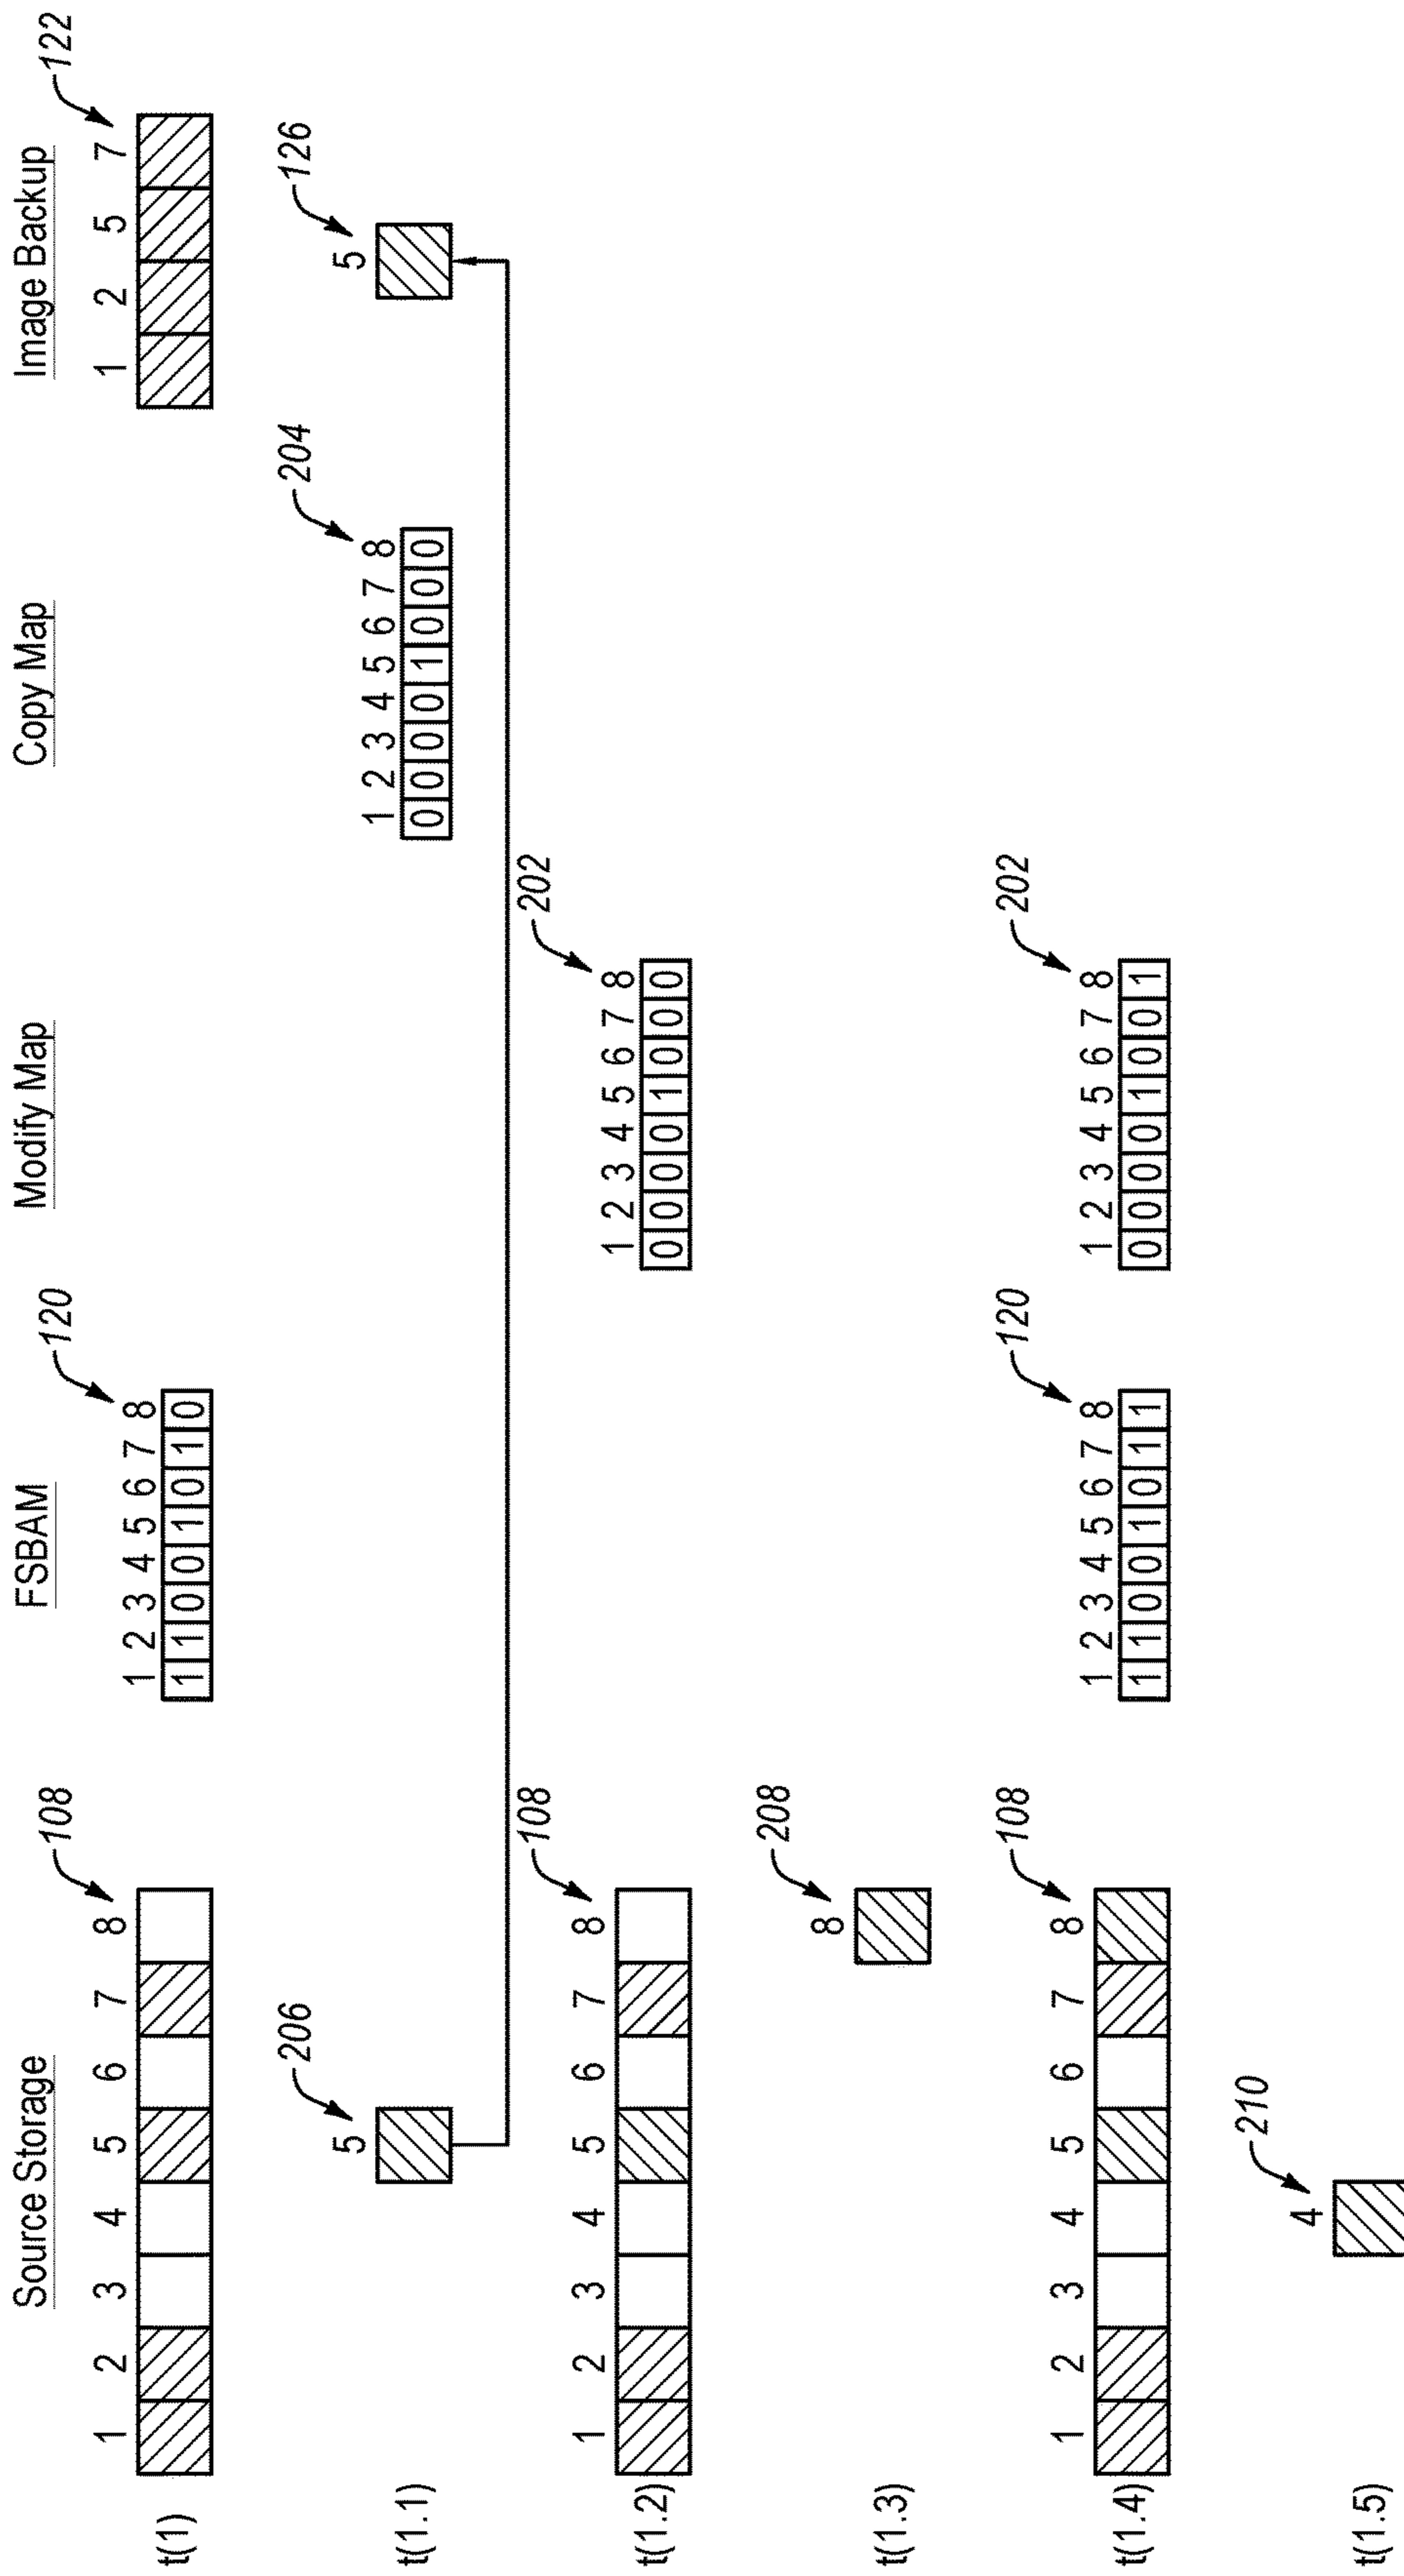 Source Storage FSBAM Modify Map Copy Map Image Backup
108 120 122
1 2 3 4 5 6 7 8 1 2 3 4 5 6 7 8 1 2 5 7
t(1) 1 1 0 0 1 0 1 0
206 204 126
5 1 2 3 4 5 6 7 8 5
t(1.1) 0 0 0 0 1 0 0 0
108 202
1 2 3 4 5 6 7 8 1 2 3 4 5 6 7 8
t(1.2) 0 0 0 0 1 0 0 0
208
8
t(1.3)
108 120 202
1 2 3 4 5 6 7 8 1 2 3 4 5 6 7 8 1 2 3 4 5 6 7 8
t(1.4) 1 1 0 0 1 0 1 1 0 0 0 0 1 0 0 1
210
4
t(1.5)